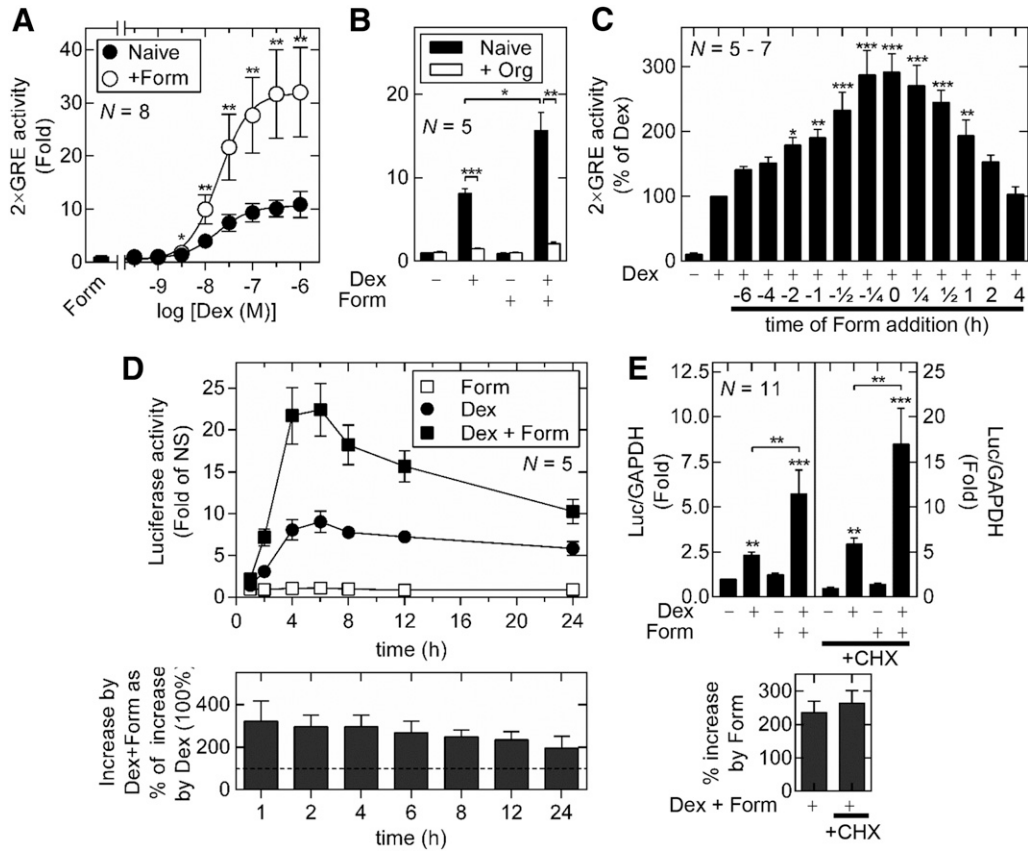 A
2×GRE activity
(Fold)
40
30
20
10
0
Naive
+Form
N = 8
*
**
**
**
**
**
Form
-9
-8
-7
-6
log [Dex (M)]
B
20
10
0
Naive
+ Org
N = 5
*
**
***
Dex
− + − +
Form
+ +
C
2×GRE activity
(% of Dex)
300
200
100
0
N = 5 - 7
* ** *** *** *** *** *** **
Dex
− + + + + + + + + + + + +
-6 -4 -2 -1 -½ -¼ 0 ¼ ½ 1 2 4
time of Form addition (h)
D
Luciferase activity
(Fold of NS)
25
20
15
10
5
0
Form
Dex
Dex + Form
N = 5
0 4 8 12 16 20 24
time (h)
Increase by
Dex+Form as
% of increase
by Dex (100%)
400
200
0
1 2 4 6 8 12 24
time (h)
E
Luc/GAPDH
(Fold)
12.5
10.0
7.5
5.0
2.5
0.0
N = 11
**
**
***
**
**
***
25
20
15
10
5
0
Luc/GAPDH
(Fold)
Dex
− + − + − + − +
Form
+ + + +
+CHX
% increase
by Form
300
200
100
0
Dex + Form
+ +
+CHX